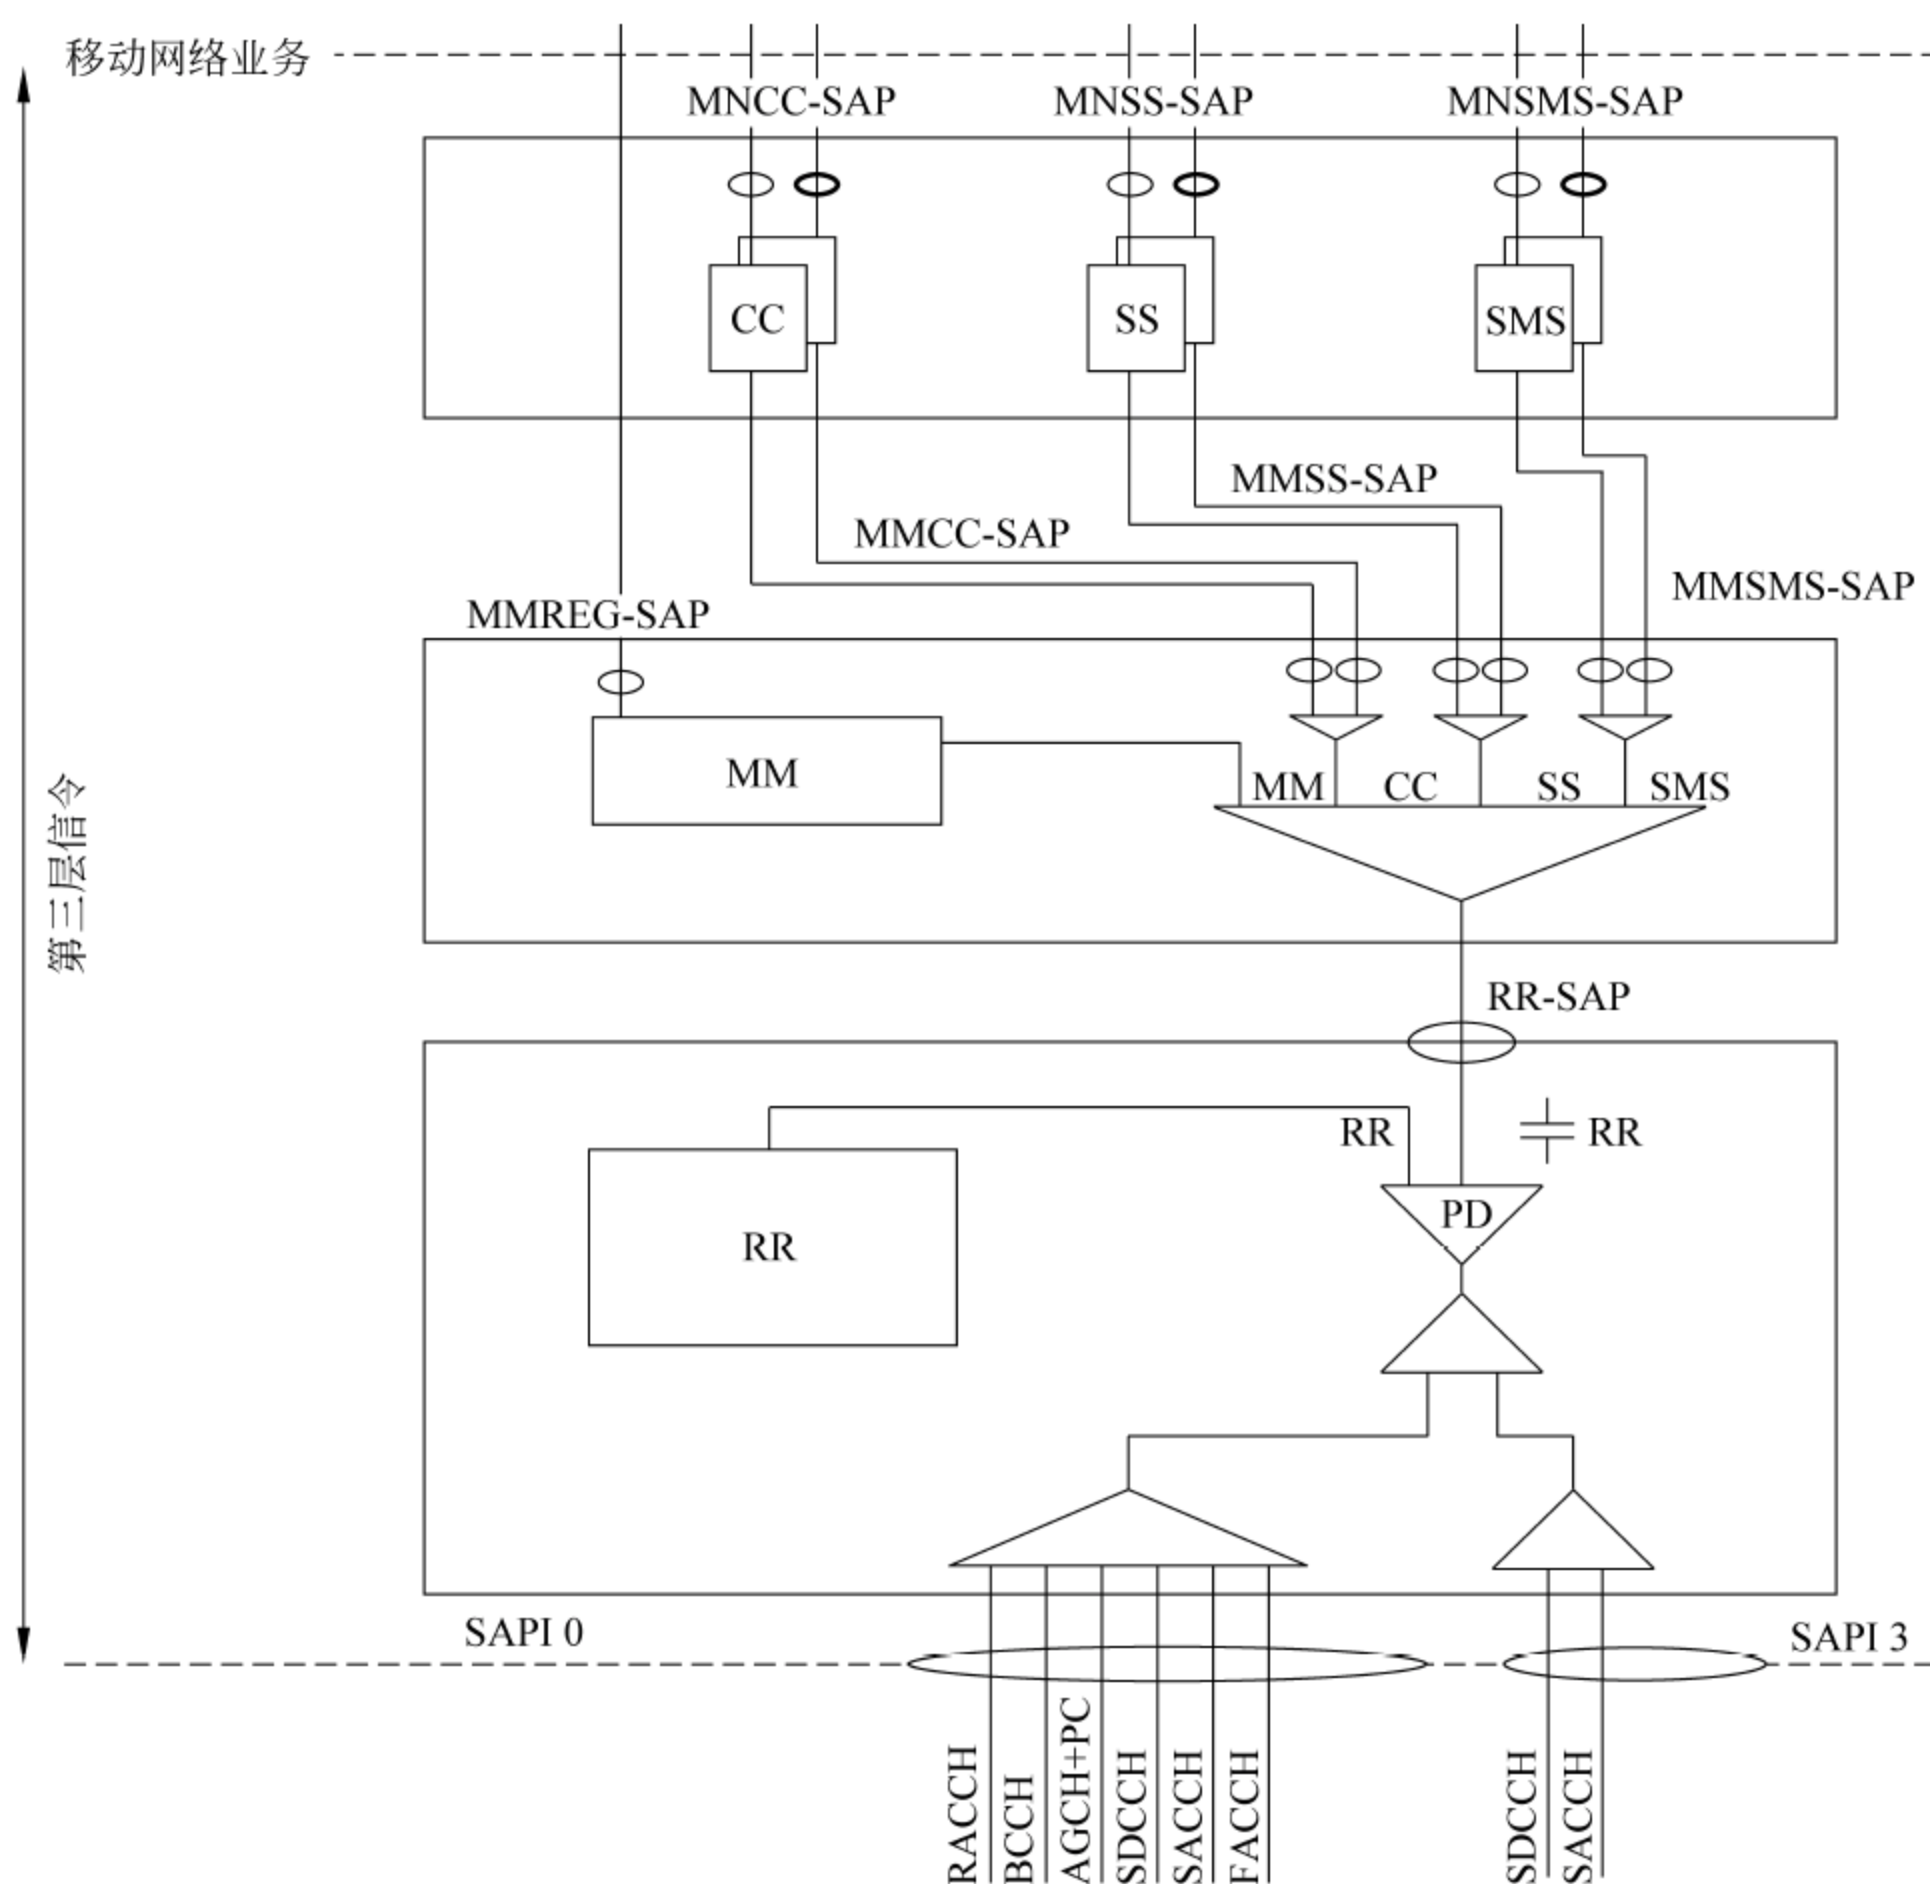 移动网络业务
MNCC-SAP
MNSS-SAP
MNSMS-SAP
CC
SS
SMS
MMSS-SAP
MMCC-SAP
MMSMS-SAP
MMREG-SAP
MM
MM
CC
SS
SMS
第三层信令
RR-SAP
RR
RR
PD
RR
SAPI 0
SAPI 3
RACCH
BCCH
AGCH+PC
SDCCH
SACCH
FACCH
SDCCH
SACCH